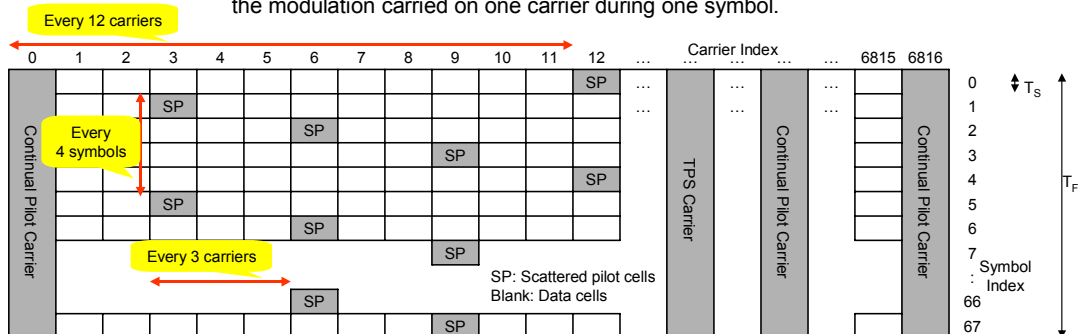 the modulation carried on one carrier during one symbol.
Every 12 carriers
Carrier Index
0 1 2 3 4 5 6 7 8 9 10 11 12 ... ... ... ... ... 6815 6816
SP ... ... ... 0 T_S
SP ... ... ... 1
Every
4 symbols
SP 2
SP 3
SP 4
SP 5
SP 6
SP 7
Continual Pilot Carrier
TPS Carrier
Continual Pilot Carrier
Continual Pilot Carrier
T_F
Every 3 carriers
SP: Scattered pilot cells
Blank: Data cells
: Symbol
Index
SP 66
SP 67